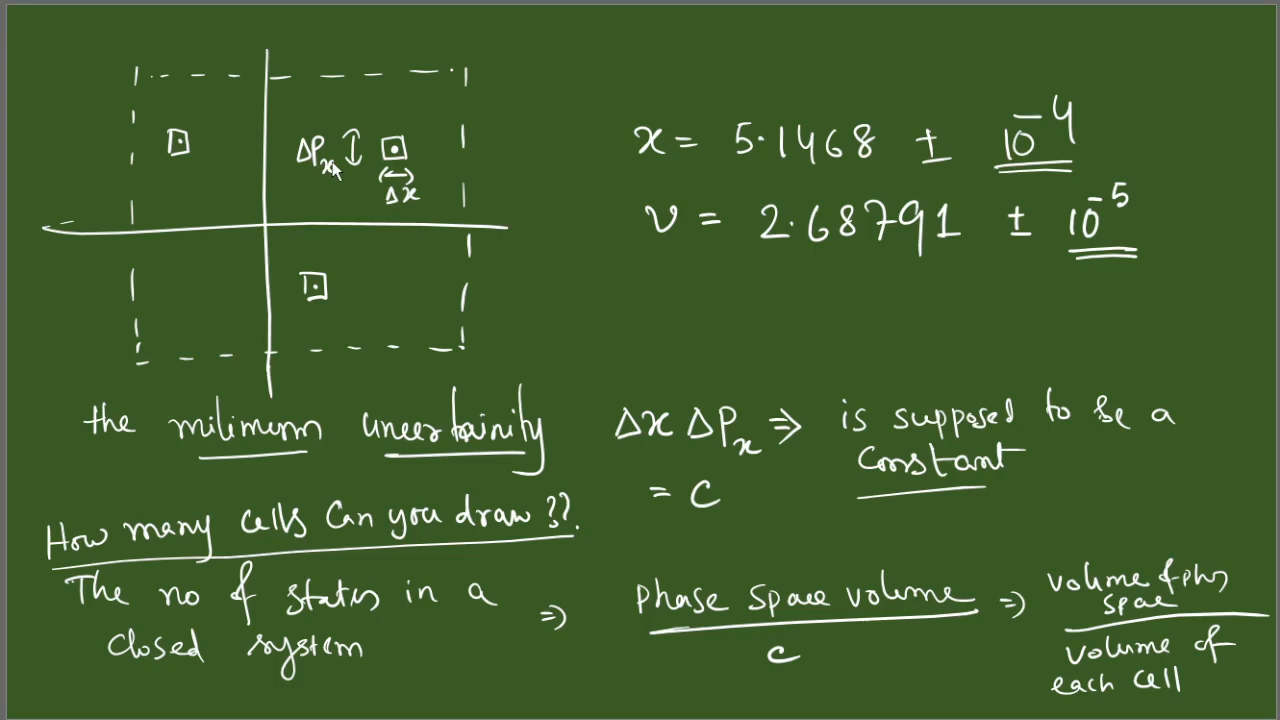 ΔPx
Δx
x = 5.1468 ± 10^-4
v = 2.68791 ± 10^-5
the milimum uncertainity
Δx ΔPx ⇒ is supposed to be a
constant
= c
How many cells can you draw??.
The no of states in a
closed system
⇒
phase space volume
c
⇒
volume of phs
space
volume of
each cell